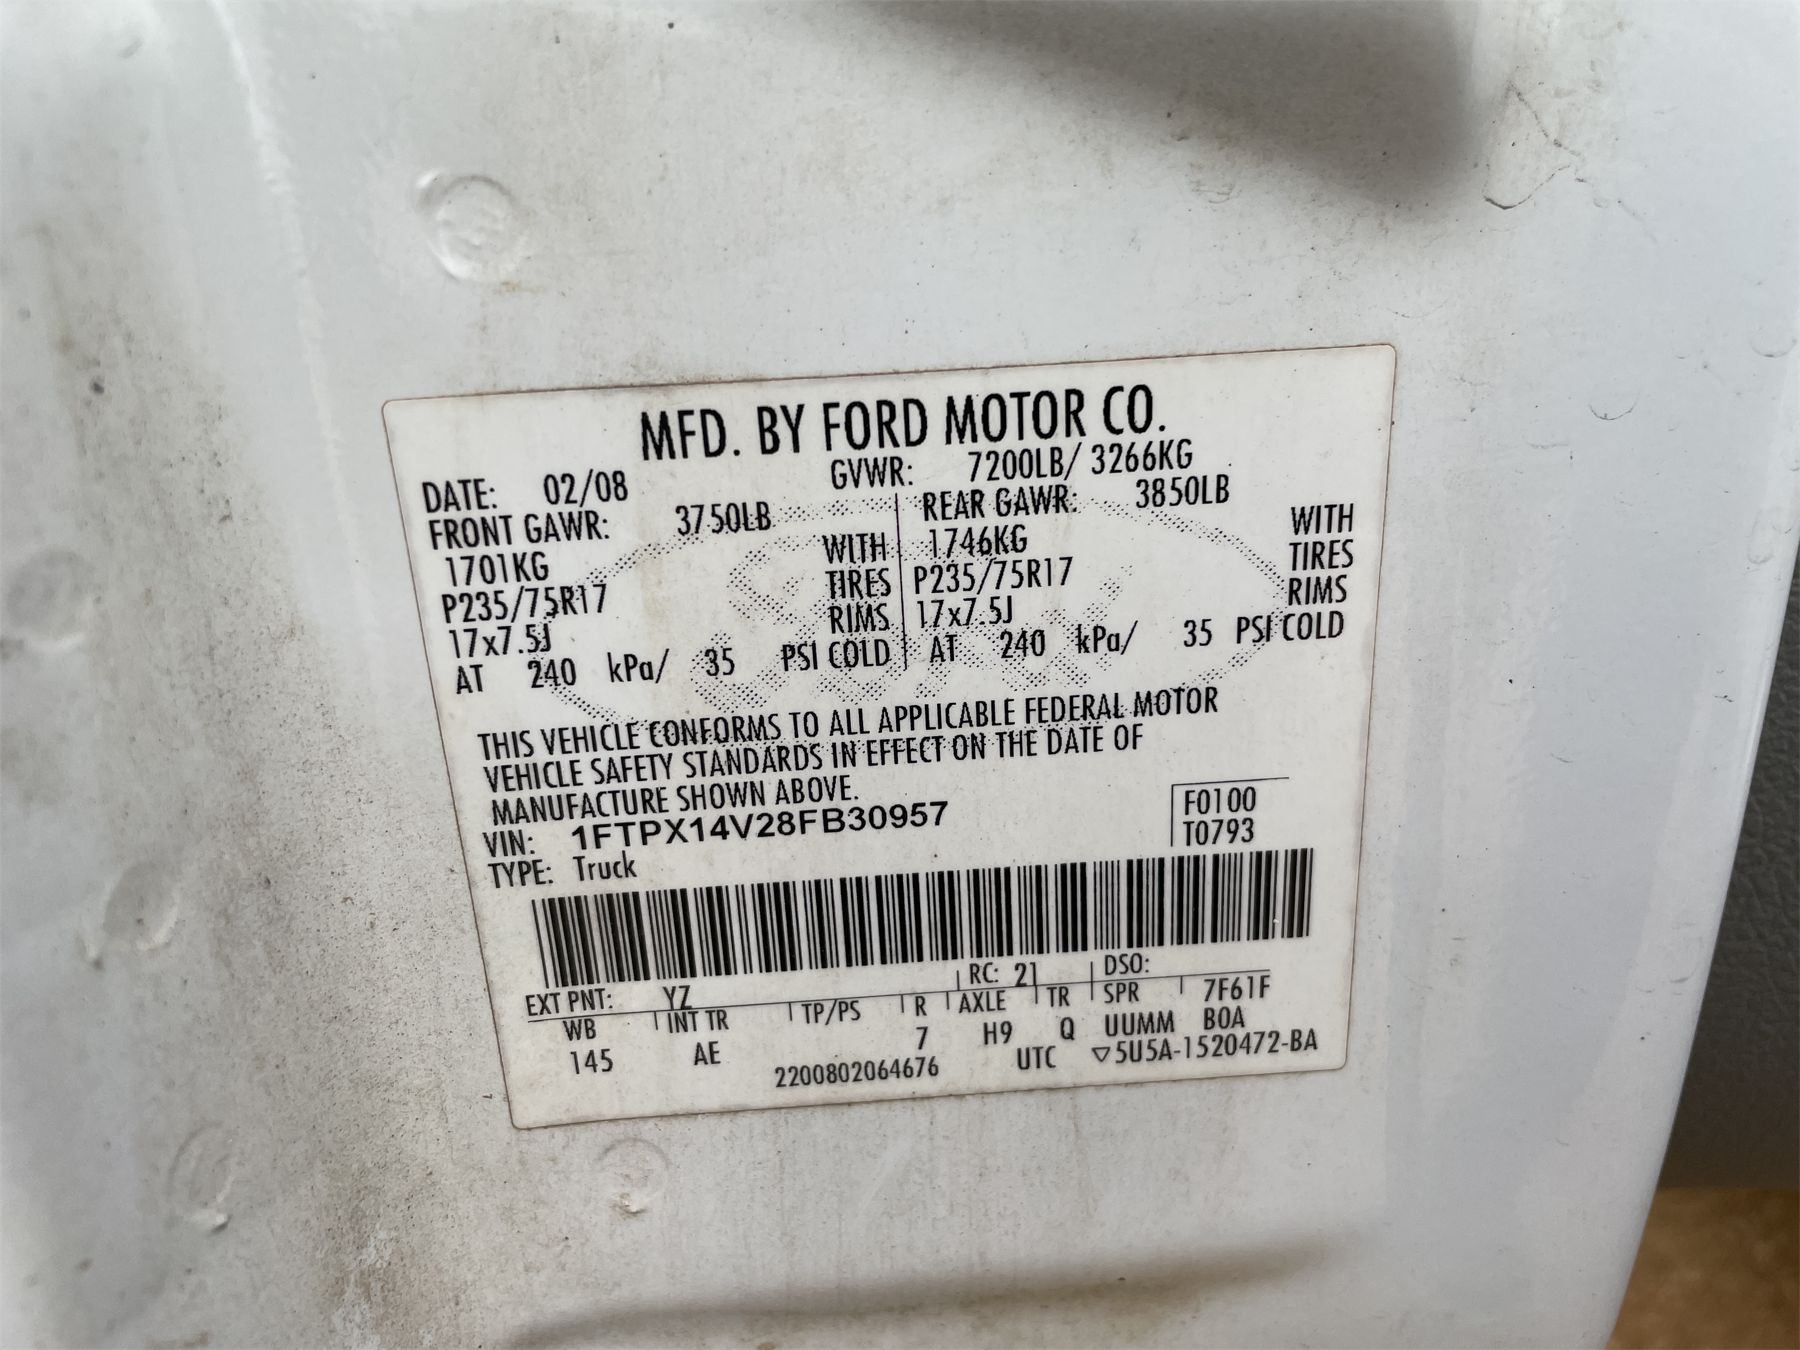 MFD. BY FORD MOTOR CO.
DATE: 02/08 GVWR: 7200LB/ 3266KG
FRONT GAWR: 3750LB REAR GAWR: 3850LB
1701KG WITH 1746KG WITH
P235/75R17 TIRES P235/75R17 TIRES
17x7.5J RIMS 17x7.5J RIMS
AT 240 kPa/ 35 PSI COLD AT 240 kPa/ 35 PSI COLD
THIS VEHICLE CONFORMS TO ALL APPLICABLE FEDERAL MOTOR
VEHICLE SAFETY STANDARDS IN EFFECT ON THE DATE OF
MANUFACTURE SHOWN ABOVE.
VIN: 1FTPX14V28FB30957 F0100
TYPE: Truck T0793
EXT PNT: YZ RC: 21 DSO:
WB INT TR TP/PS R AXLE TR SPR 7F61F
145 AE 7 H9 Q UUMM BOA
2200802064676 UTC ▽5U5A-1520472-BA